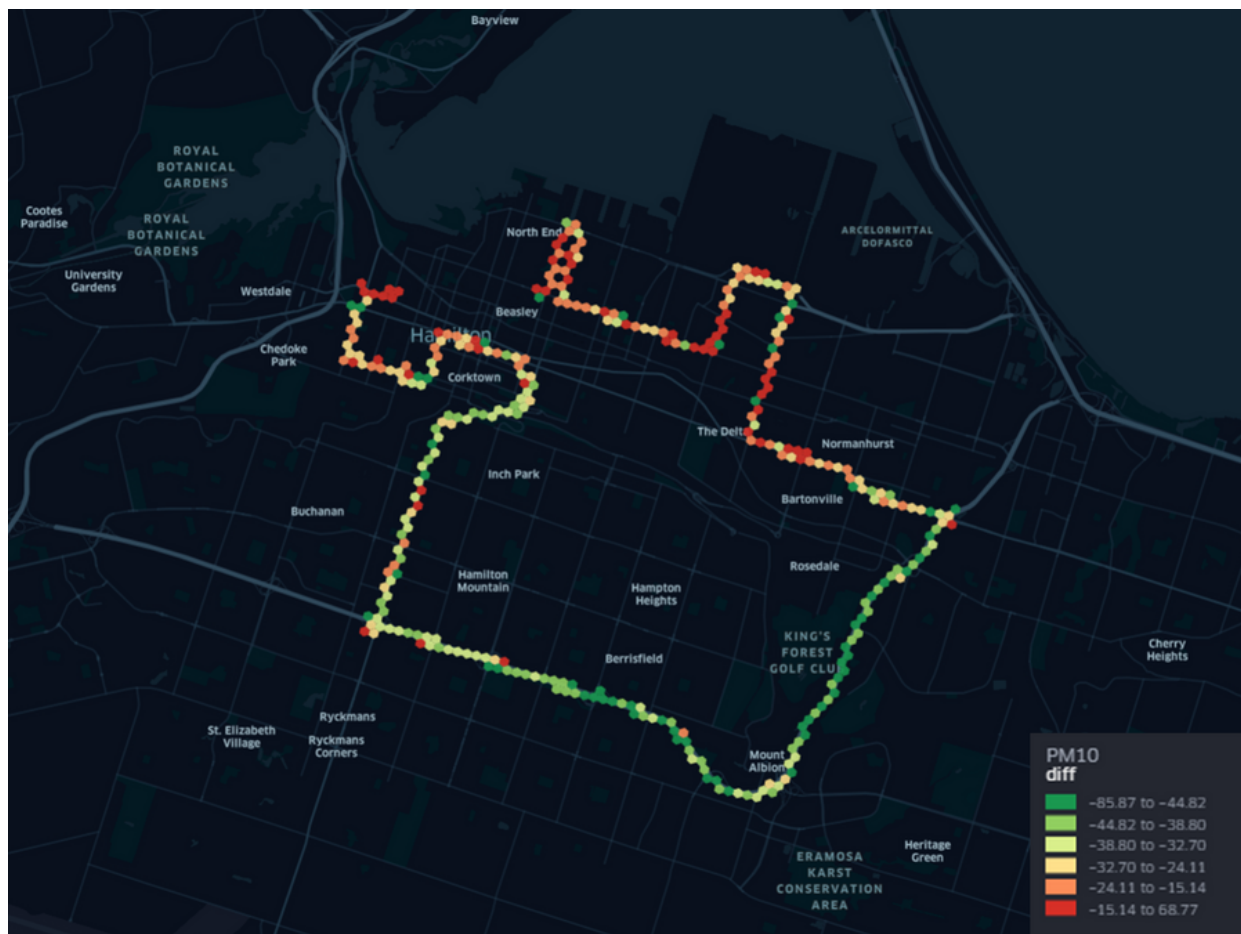 Bayview
ROYAL
BOTANICAL
GARDENS
Cootes
Paradise
ROYAL
BOTANICAL
GARDENS
North End
ARCELORMITTAL
DOFASCO
University
Gardens
Westdale
Beasley
Hamilton
Chedoke
Park
Corktown
The Delt
Normanhurst
Inch Park
Bartonville
Buchanan
Rosedale
Hamilton
Mountain
Hampton
Heights
KING'S
FOREST
GOLF CLU
Cherry
Heights
Berrisfield
Ryckmans
St. Elizabeth
Village
Ryckmans
Corners
Mount
Albion
Heritage
Green
ERAMOSA
KARST
CONSERVATION
AREA
PM10
diff
-85.87 to -44.82
-44.82 to -38.80
-38.80 to -32.70
-32.70 to -24.11
-24.11 to -15.14
-15.14 to 68.77